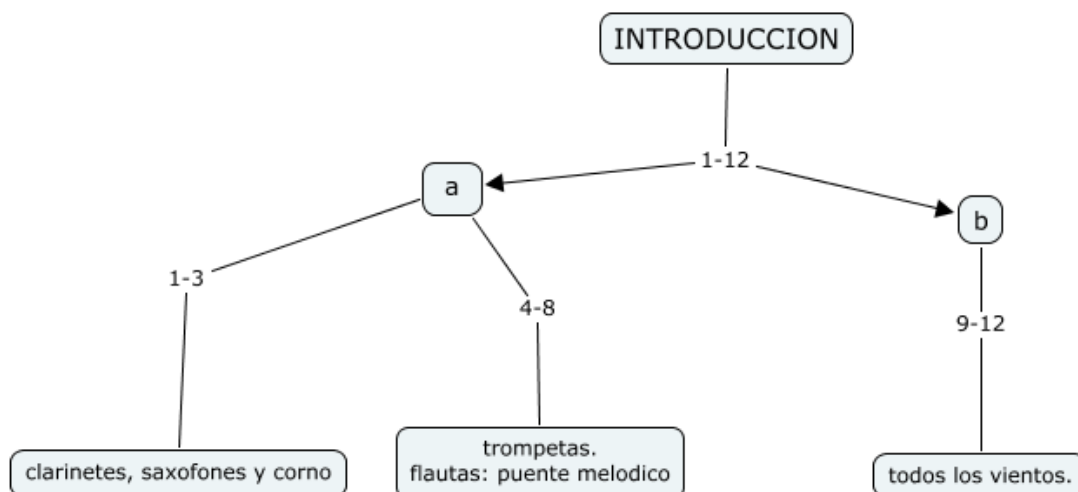 INTRODUCCION
1-12
a
b
1-3
4-8
9-12
clarinetes, saxofones y corno
trompetas.
flautas: puente melodico
todos los vientos.